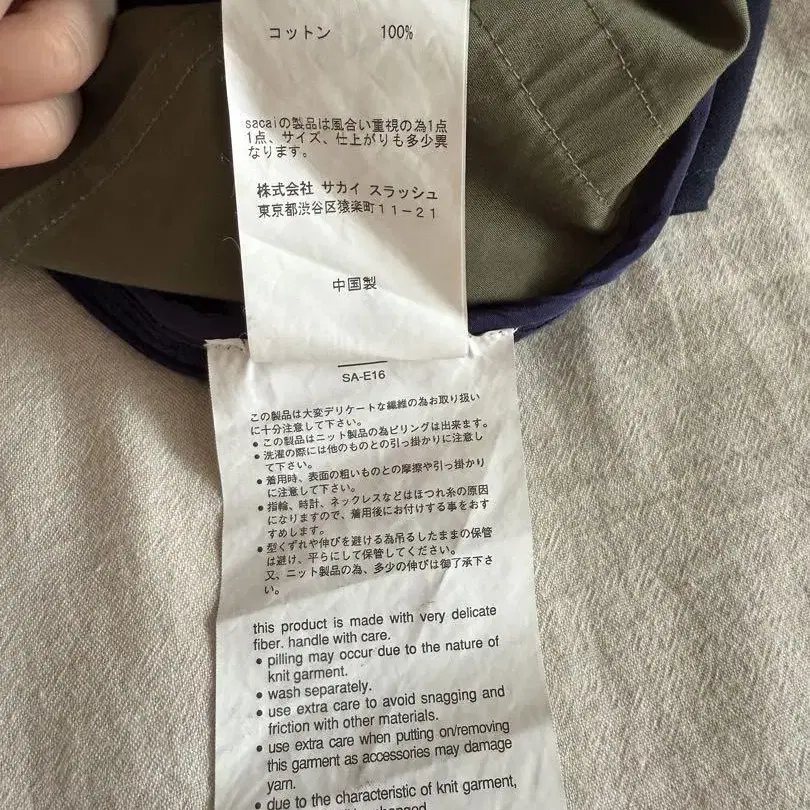 コットン 100%
sacaiの製品は風合い重視の為1点
1点、サイズ、仕上がりも多少異
なります。
株式会社 サカイ スラッシュ
東京都渋谷区猿楽町11-21
中国製
SA-E16
この製品は大変デリケートな繊維の為お取り扱い
に十分注意して下さい。
● この製品はニット製品の為ピリングは出来ます。
● 洗濯の際には他のものとの引っ掛かりに注意し
て下さい。
● 着用時、表面の粗いものとの摩擦や引っ掛かり
に注意して下さい。
● 指輪、時計、ネックレスなどはほつれ糸の原因
になりますので、着用後にお付けする事をおす
すめします。
● 型くずれや伸びを避ける為吊るしたままの保管
は避け、平らにして保管してください。
又、ニット製品の為、多少の伸びは御了承下さ
い。
this product is made with very delicate
fiber. handle with care.
● pilling may occur due to the nature of
knit garment.
● wash separately.
● use extra care to avoid snagging and
friction with other materials.
● use extra care when putting on/removing
this garment as accessories may damage
yarn.
● due to the characteristic of knit garment,